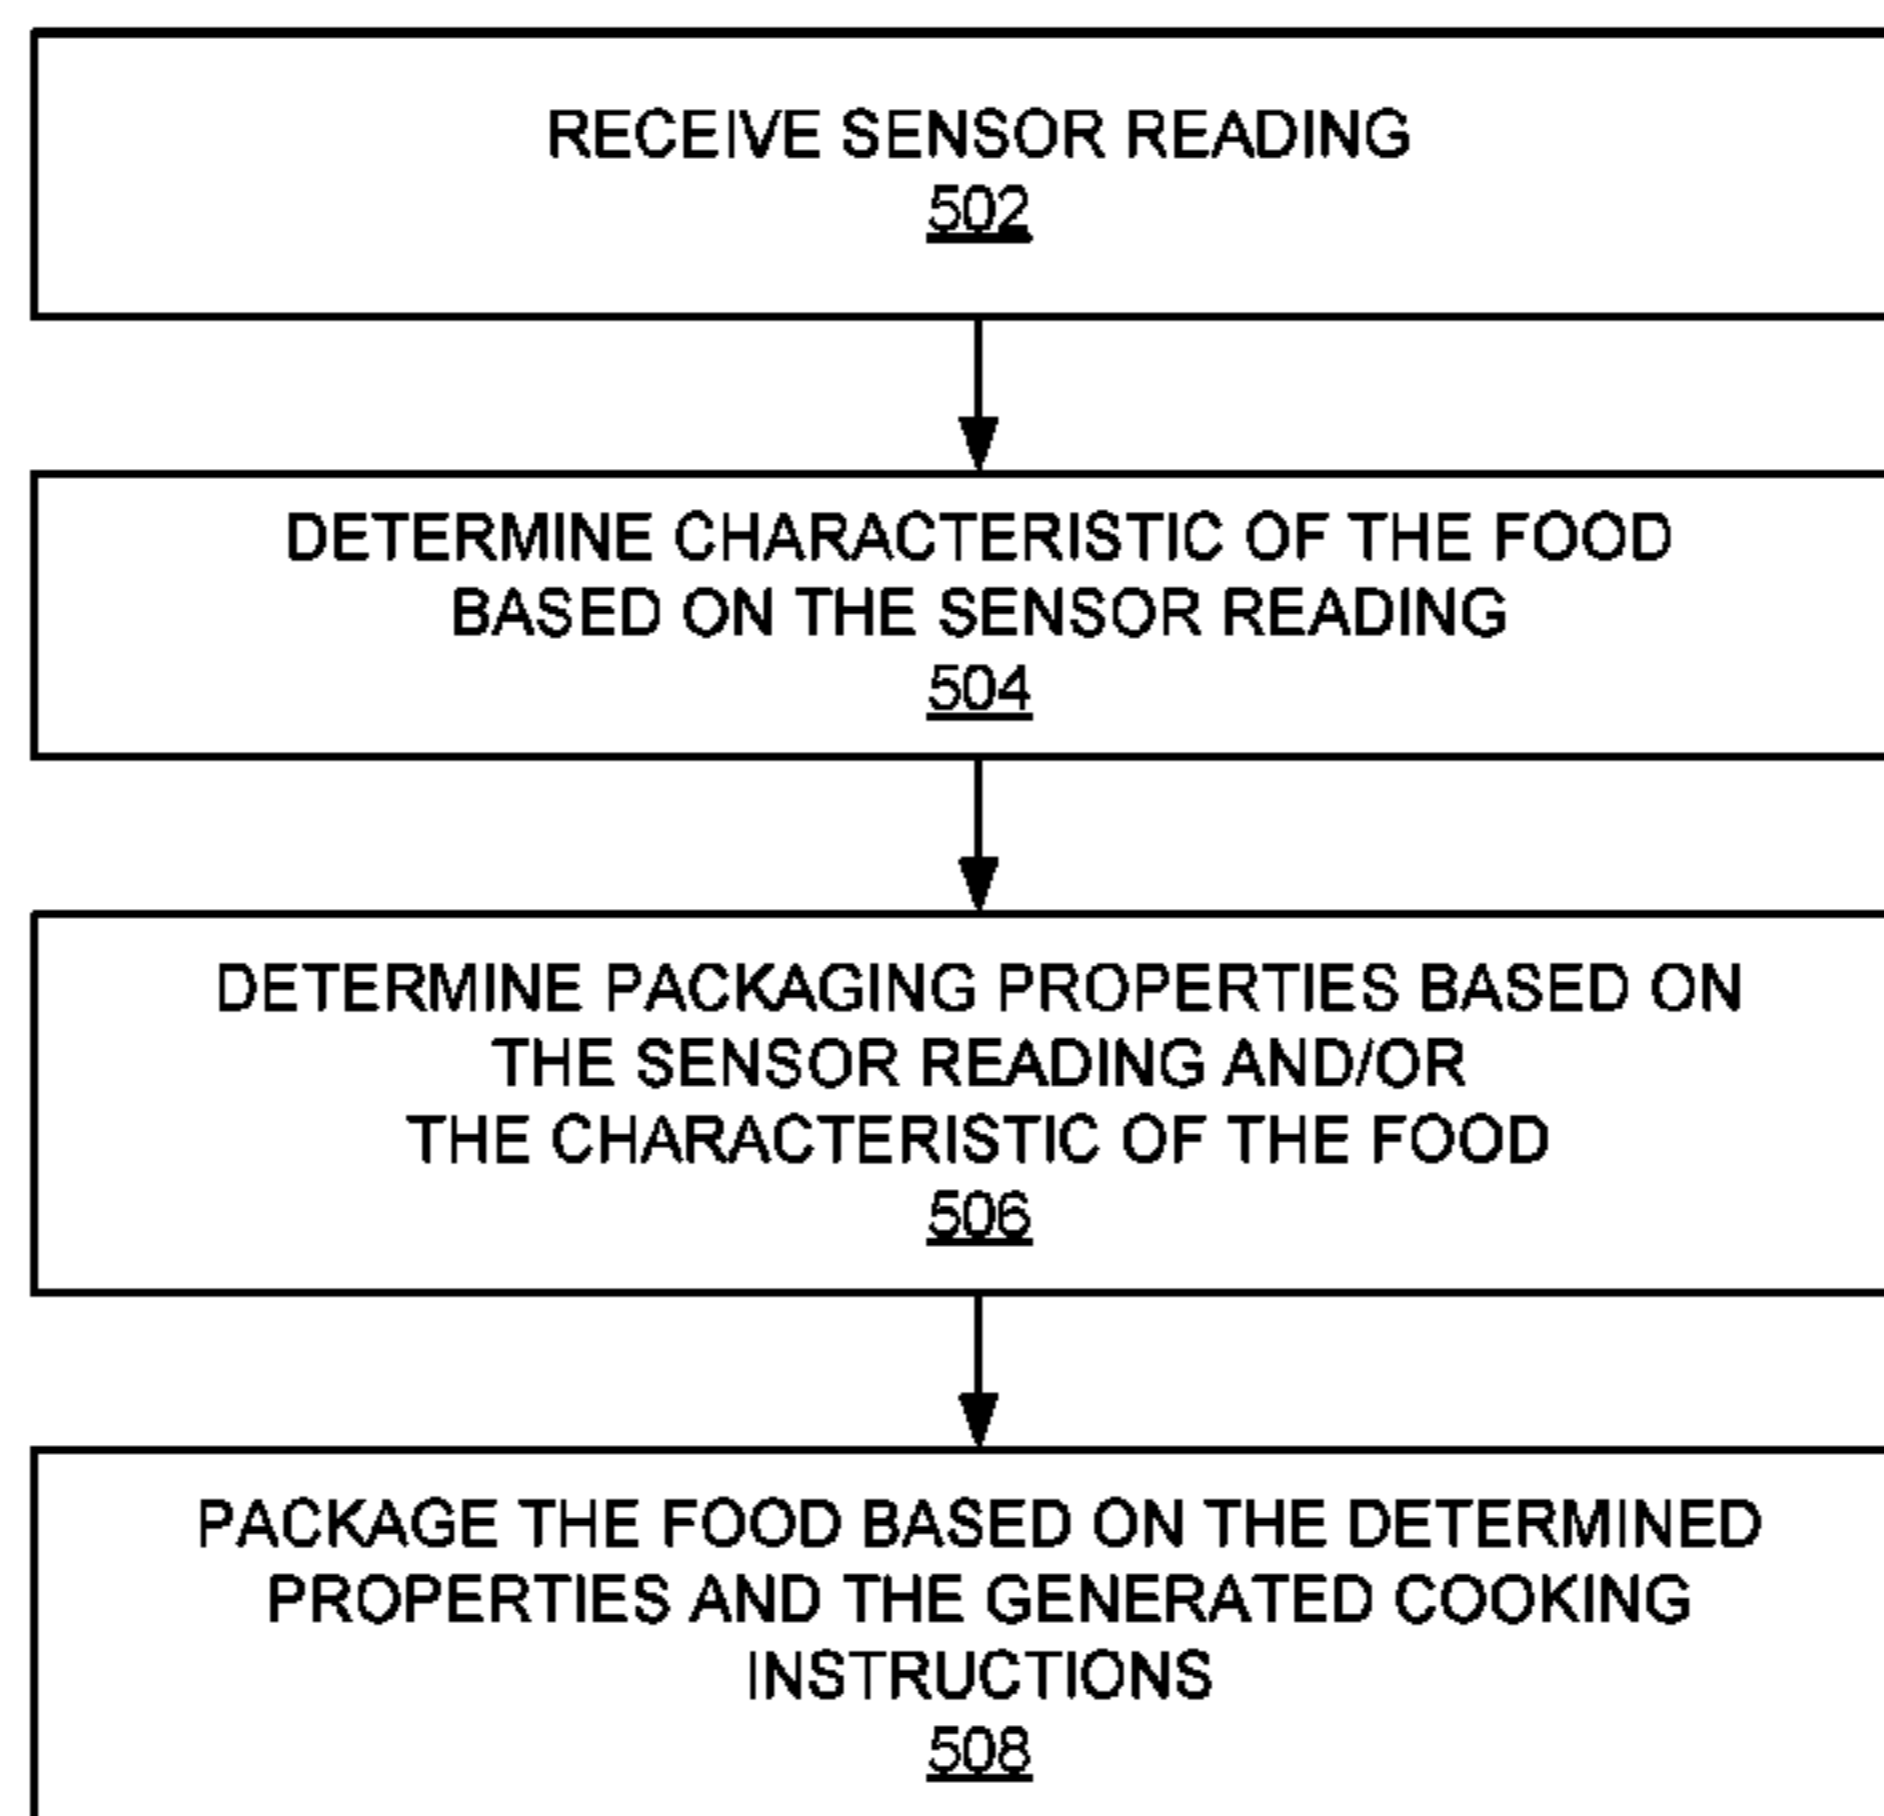 RECEIVE SENSOR READING
502
DETERMINE CHARACTERISTIC OF THE FOOD
BASED ON THE SENSOR READING
504
DETERMINE PACKAGING PROPERTIES BASED ON
THE SENSOR READING AND/OR
THE CHARACTERISTIC OF THE FOOD
506
PACKAGE THE FOOD BASED ON THE DETERMINED
PROPERTIES AND THE GENERATED COOKING
INSTRUCTIONS
508